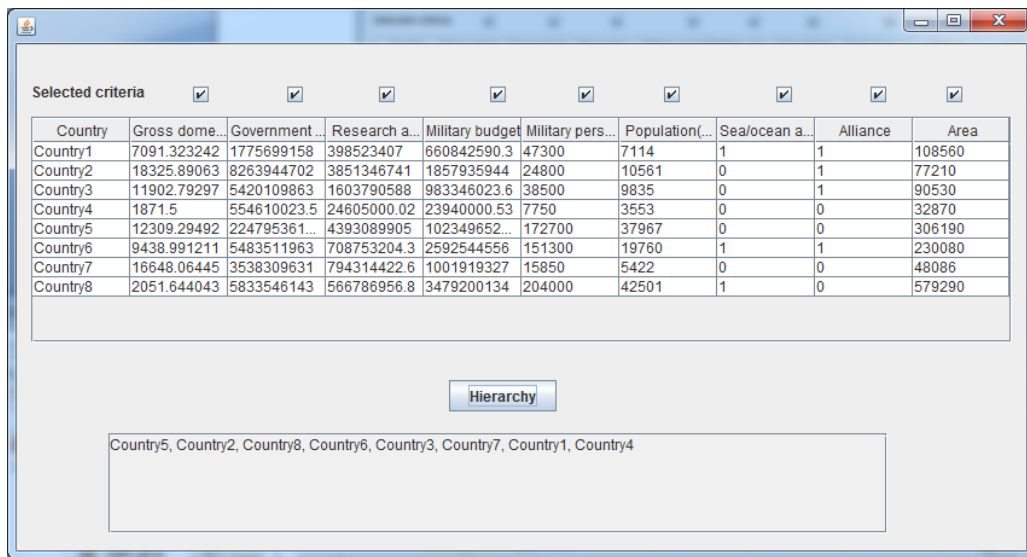 Selected criteria
Country Gross dome... Government ... Research a... Military budget Military pers... Population(... Sea/ocean a... Alliance Area
Country1 7091.323242 1775699158 398523407 660842590.3 47300 7114 1 1 108560
Country2 18325.89063 8263944702 3851346741 1857935944 24800 10561 0 1 77210
Country3 11902.79297 5420109863 1603790588 983346023.6 38500 9835 0 1 90530
Country4 1871.5 554610023.5 24605000.02 23940000.53 7750 3553 0 0 32870
Country5 12309.29492 224795361... 4393089905 102349652... 172700 37967 0 0 306190
Country6 9438.991211 5483511963 708753204.3 2592544556 151300 19760 1 1 230080
Country7 16648.06445 3538309631 794314422.6 1001919327 15850 5422 0 0 48086
Country8 2051.644043 5833546143 566786956.8 3479200134 204000 42501 1 0 579290
Hierarchy
Country5, Country2, Country8, Country6, Country3, Country7, Country1, Country4